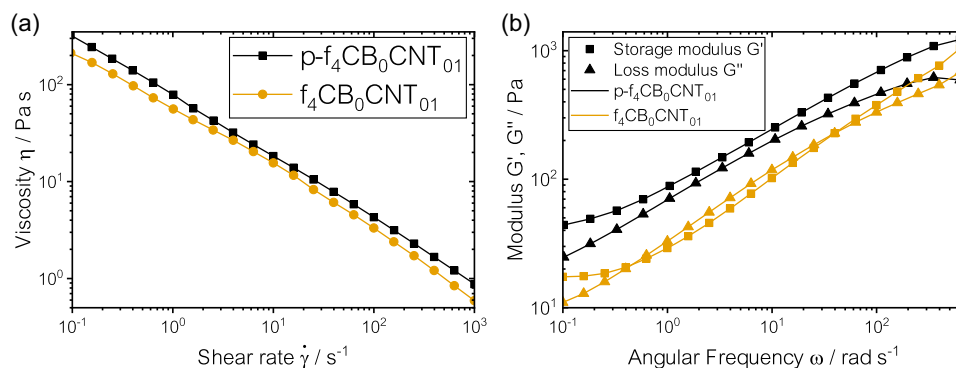 (a)
p-f₄CB₀CNT₀₁
f₄CB₀CNT₀₁
Viscosity η / Pa s
10²
10¹
10⁰
10⁻¹ 10⁰ 10¹ 10² 10³
Shear rate γ̇ / s⁻¹
(b)
Storage modulus G'
Loss modulus G"
p-f₄CB₀CNT₀₁
f₄CB₀CNT₀₁
Modulus G', G" / Pa
10³
10²
10¹
10⁻¹ 10⁰ 10¹ 10²
Angular Frequency ω / rad s⁻¹